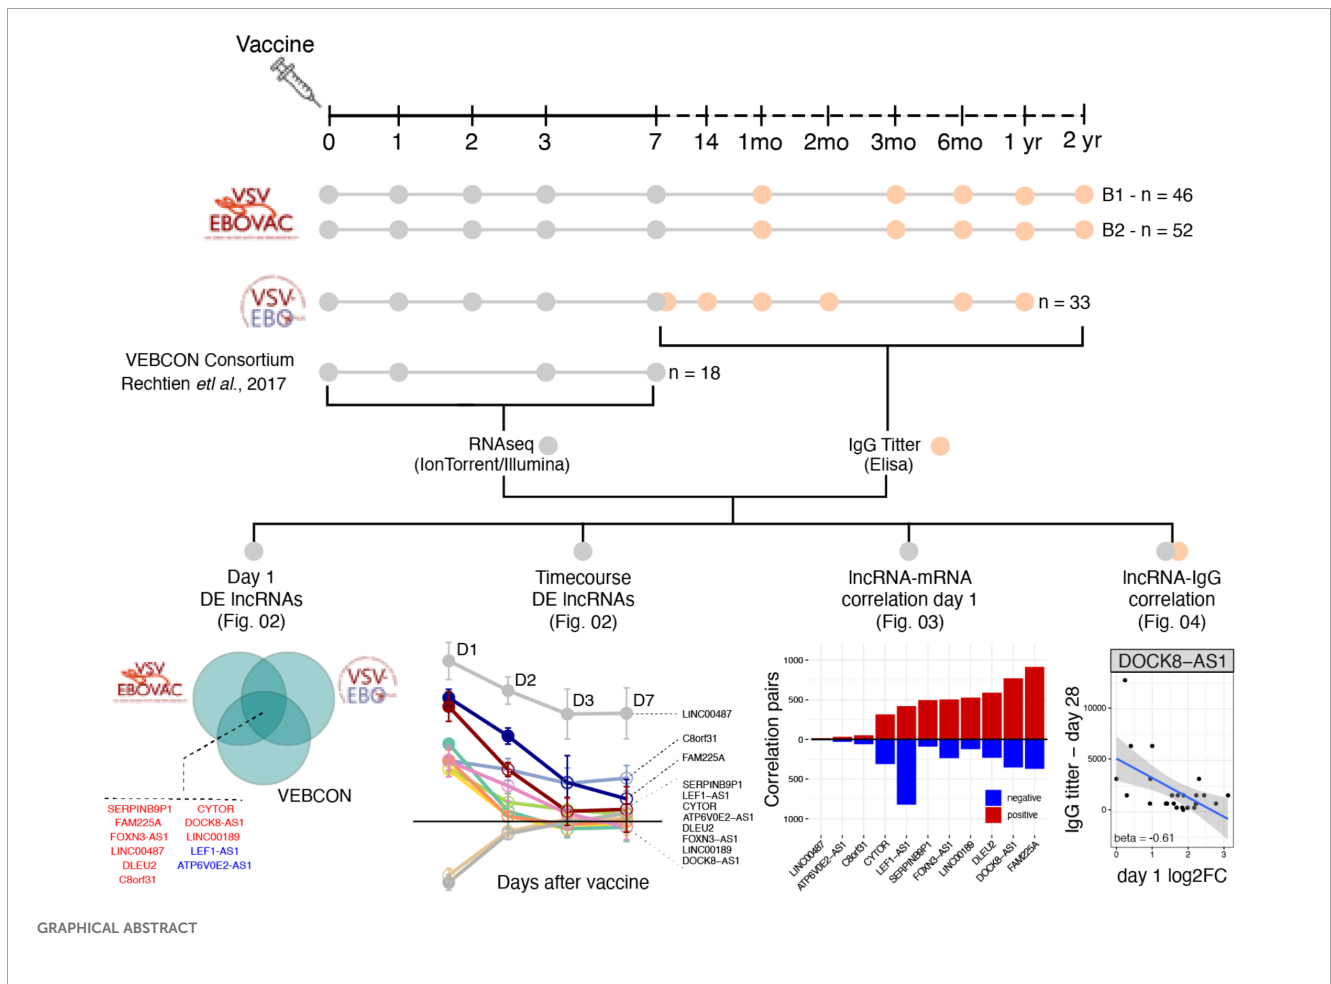 Vaccine
0 1 2 3 7 14 1mo 2mo 3mo 6mo 1 yr 2 yr
VSV
EBOVAC
B1 - n = 46
B2 - n = 52
VSV-
EBO
n = 33
VEBCON Consortium
Rechtien etl al., 2017
n = 18
RNAseq
(IonTorrent/Illumina)
IgG Titter
(Elisa)
Day 1
DE lncRNAs
(Fig. 02)
Timecourse
DE lncRNAs
(Fig. 02)
lncRNA-mRNA
correlation day 1
(Fig. 03)
lncRNA-IgG
correlation
(Fig. 04)
VSV
EBOVAC
VSV-
EBO
VEBCON
SERPINB9P1
FAM225A
FOXN3-AS1
LINC00487
DLEU2
C8orf31
CYTOR
DOCK8-AS1
LINC00189
LEF1-AS1
ATP6V0E2-AS1
D1
D2
D3
D7
LINC00487
C8orf31
FAM225A
SERPINB9P1
LEF1-AS1
CYTOR
ATP6V0E2-AS1
DLEU2
FOXN3-AS1
LINC00189
DOCK8-AS1
Days after vaccine
Correlation pairs
1000
500
0
500
1000
negative
positive
LINC00487
ATP6V0E2-AS1
C8orf31
CYTOR
LEF1-AS1
SERPINB9P1
FOXN3-AS1
LINC00189
DLEU2
DOCK8-AS1
FAM225A
DOCK8-AS1
IgG titter - day 28
10000
5000
0
beta = -0.61
0 1 2 3
day 1 log2FC
GRAPHICAL ABSTRACT